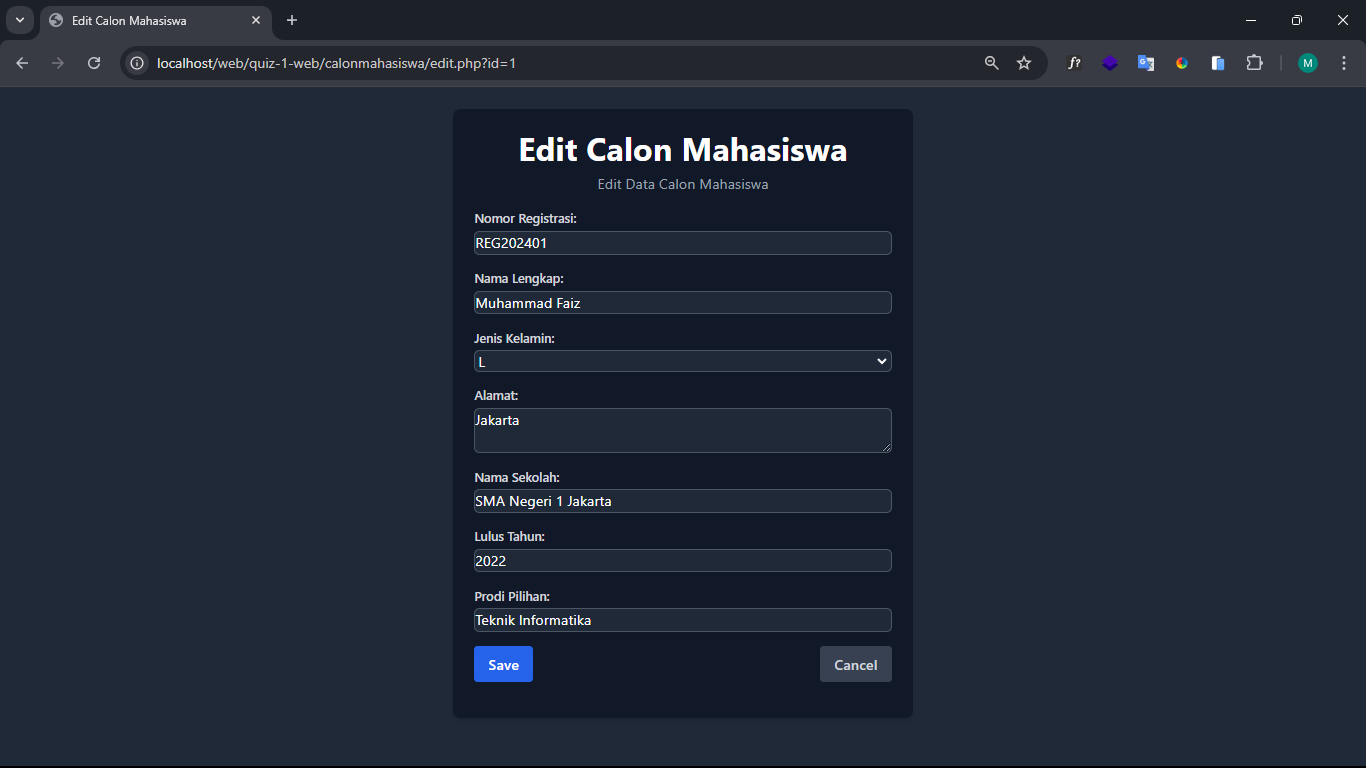 Edit Calon Mahasiswa
localhost/web/quiz-1-web/calonmahasiswa/edit.php?id=1
f?
M
Edit Calon Mahasiswa
Edit Data Calon Mahasiswa
Nomor Registrasi:
REG202401
Nama Lengkap:
Muhammad Faiz
Jenis Kelamin:
L
Alamat:
Jakarta
Nama Sekolah:
SMA Negeri 1 Jakarta
Lulus Tahun:
2022
Prodi Pilihan:
Teknik Informatika
Save Cancel